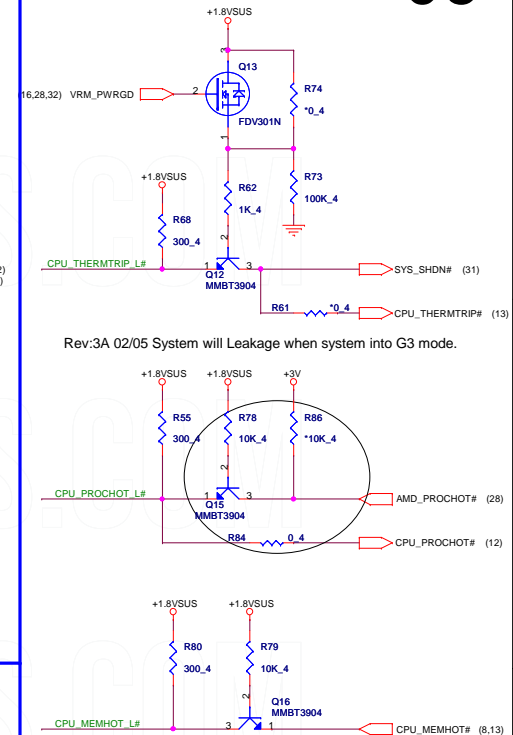 +1.8VSUS
3
Q13
(16,28,32) VRM_PWRGD
2
FDV301N
1
R74
*0_4
+1.8VSUS
R62
1K_4
R73
100K_4
R68
300_4
2
CPU_THERMTRIP_L#
1
3
SYS_SHDN# (31)
Q12
MMBT3904
R61
*0_4
CPU_THERMTRIP# (13)
Rev:3A 02/05 System will Leakage when system into G3 mode.
+1.8VSUS
+1.8VSUS
+3V
R55
300_4
R78
10K_4
R86
*10K_4
2
CPU_PROCHOT_L#
1
3
AMD_PROCHOT# (28)
Q15
MMBT3904
R84
0_4
CPU_PROCHOT# (12)
+1.8VSUS
+1.8VSUS
R80
300_4
R79
10K_4
2
Q16
MMBT3904
CPU_MEMHOT_L#
3
1
CPU_MEMHOT# (8,13)